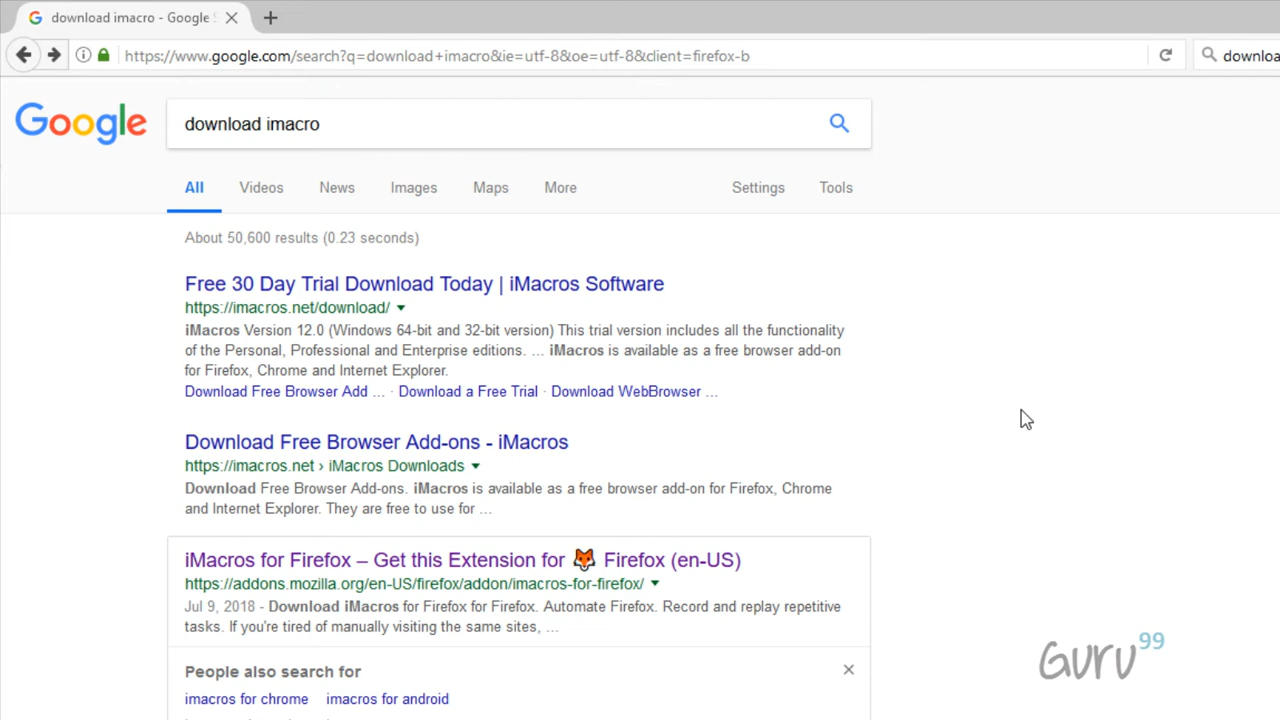 download imacro - Google S
https://www.google.com/search?q=download+imacro&ie=utf-8&oe=utf-8&client=firefox-b
downloa
Google
download imacro
All Videos News Images Maps More Settings Tools
About 50,600 results (0.23 seconds)
Free 30 Day Trial Download Today | iMacros Software
https://imacros.net/download/
iMacros Version 12.0 (Windows 64-bit and 32-bit version) This trial version includes all the functionality
of the Personal, Professional and Enterprise editions. ... iMacros is available as a free browser add-on
for Firefox, Chrome and Internet Explorer.
Download Free Browser Add ... · Download a Free Trial · Download WebBrowser ...
Download Free Browser Add-ons - iMacros
https://imacros.net › iMacros Downloads
Download Free Browser Add-ons. iMacros is available as a free browser add-on for Firefox, Chrome
and Internet Explorer. They are free to use for ...
iMacros for Firefox – Get this Extension for 🦊 Firefox (en-US)
https://addons.mozilla.org/en-US/firefox/addon/imacros-for-firefox/
Jul 9, 2018 - Download iMacros for Firefox for Firefox. Automate Firefox. Record and replay repetitive
tasks. If you're tired of manually visiting the same sites, ...
People also search for
imacros for chrome imacros for android
Guru99